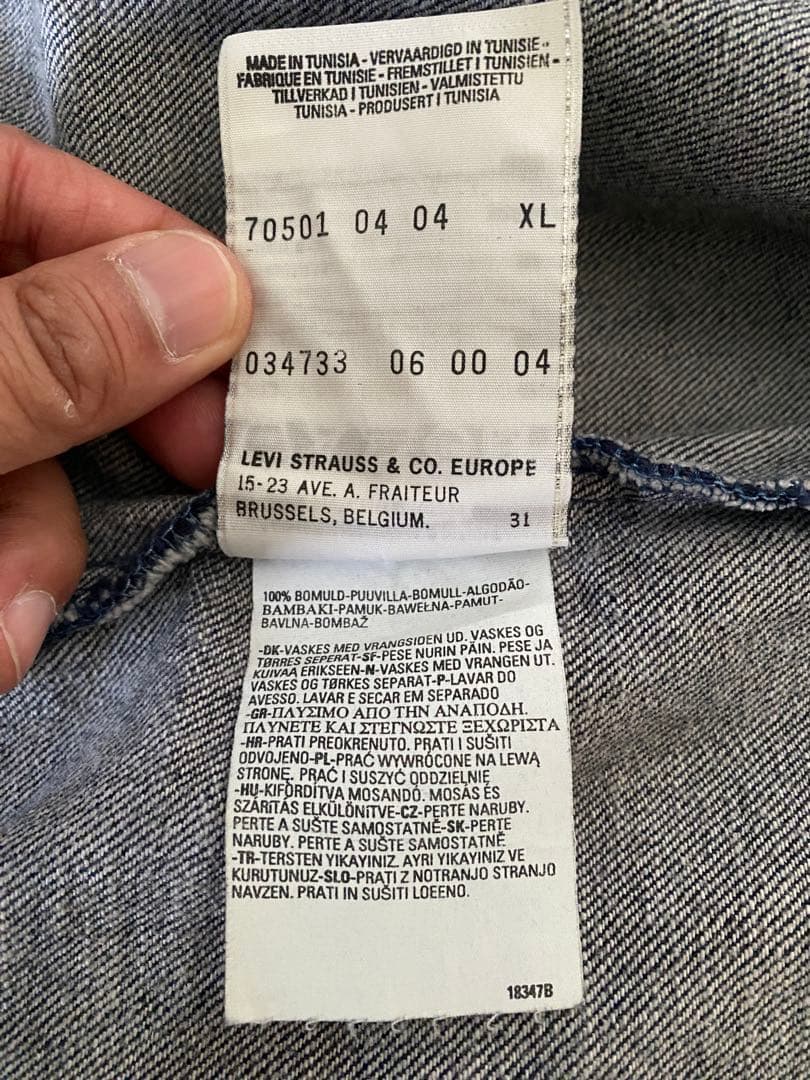 MADE IN TUNISIA - VERVAARDIGD IN TUNISIE -
FABRIQUE EN TUNISIE - FREMSTILLET I TUNISIEN -
TILLVERKAD I TUNISIEN - VALMISTETTU
TUNISIA - PRODUSERT I TUNISIA
70501 04 04 XL
034733 06 00 04
LEVI STRAUSS & CO. EUROPE
15-23 AVE. A. FRAITEUR
BRUSSELS, BELGIUM. 31
100% BOMULD-PUUVILLA-BOMULL-ALGODÃO-
BAMBAKI-PAMUK-BAWEŁNA-PAMUT-
BAVLNA-BOMBAŽ
-DK-VASKES MED VRANGSIDEN UD. VASKES OG
TØRRES SEPERAT-SF-PESE NURIN PÄIN. PESE JA
KUIVAA ERIKSEEN-N-VASKES MED VRANGEN UT.
VASKES OG TØRKES SEPARAT-P-LAVAR DO
AVESSO. LAVAR E SECAR EM SEPARADO
-GR-ΠΛΥΣΙΜΟ ΑΠΟ ΤΗΝ ΑΝΑΠΟΔΗ.
ΠΛΥΝΕΤΕ ΚΑΙ ΣΤΕΓΝΩΣΤΕ ΞΕΧΩΡΙΣΤΑ
-HR-PRATI PREOKRENUTO. PRATI I SUŠITI
ODVOJENO-PL-PRAĆ WYWRÓCONE NA LEWĄ
STRONĘ. PRAĆ I SUSZYĆ ODDZIELNIE
-HU-KIFORDÍTVA MOSANDÓ. MOSÁS ÉS
SZÁRÍTÁS ELKÜLÖNÍTVE-CZ-PERTE NARUBY.
PERTE A SUŠTE SAMOSTATNĚ-SK-PERTE
NARUBY. PERTE A SUŠTE SAMOSTATNĚ
-TR-TERSTEN YIKAYINIZ. AYRI YIKAYINIZ VE
KURUTUNUZ-SLO-PRATI Z NOTRANJO STRANJO
NAVZEN. PRATI IN SUŠITI LOEENO.
18347B